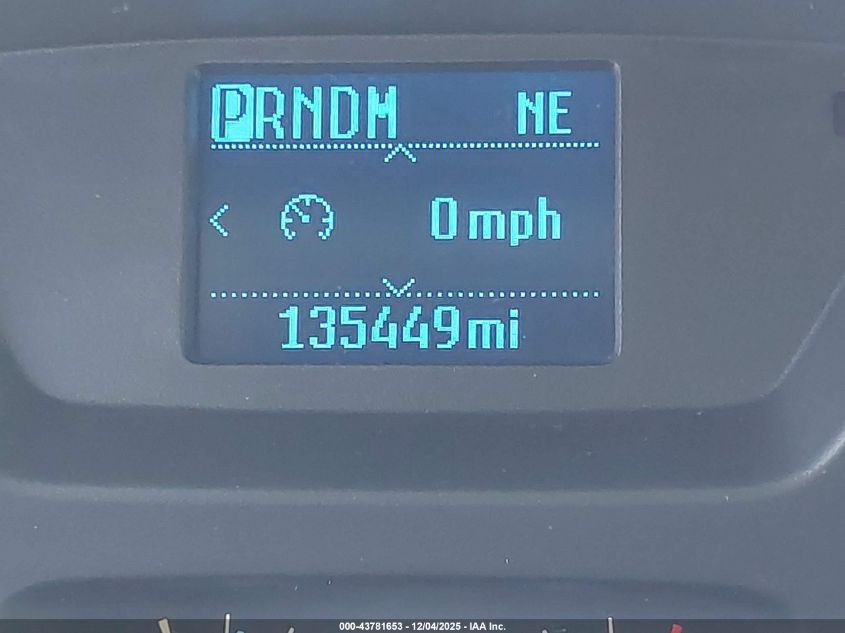 PRNDM NE
0 mph
135449mi
000-43781653 - 12/04/2025 - IAA Inc.